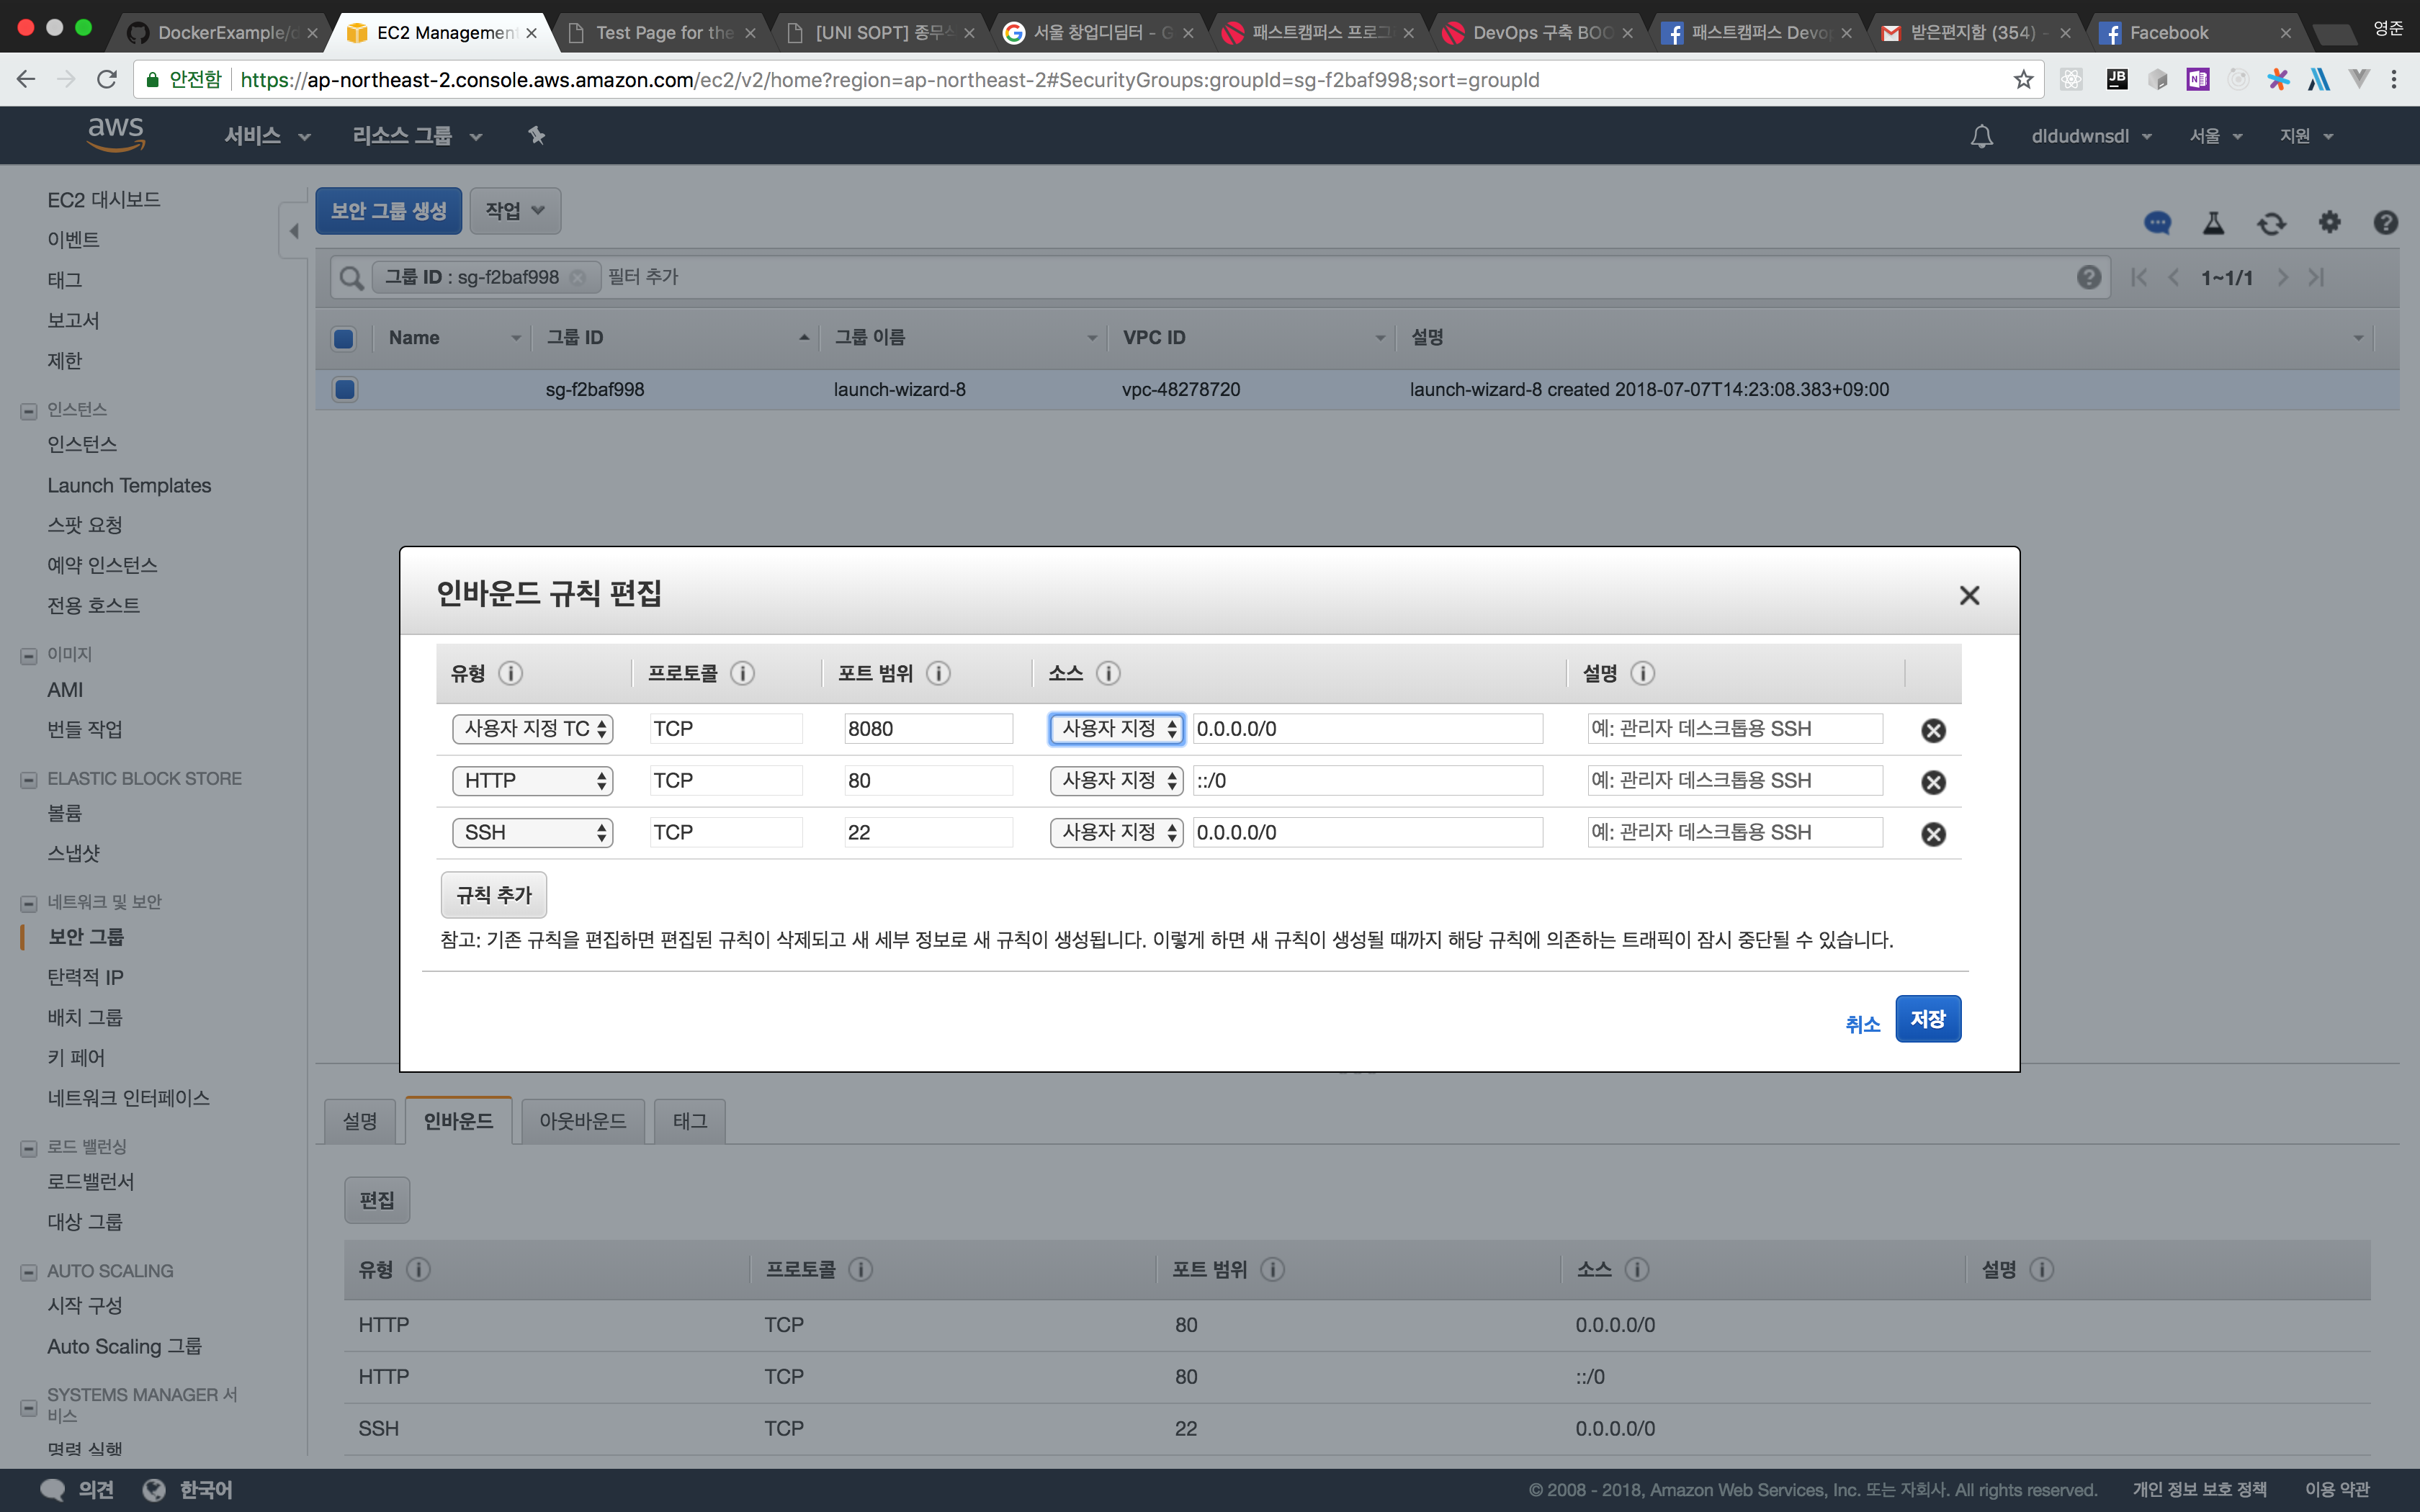 DockerExample/d
EC2 Management
Test Page for the
[UNI SOPT] 종무식
서울 창업디딤터 - G
패스트캠퍼스 프로그
DevOps 구축 BOO
패스트캠퍼스 Devop
받은편지함 (354) -
Facebook
영준
안전함
https://ap-northeast-2.console.aws.amazon.com/ec2/v2/home?region=ap-northeast-2#SecurityGroups:groupId=sg-f2baf998;sort=groupId
JB
N
aws
서비스
리소스 그룹
dldudwnsdl
서울
지원
EC2 대시보드
이벤트
태그
보고서
제한
인스턴스
인스턴스
Launch Templates
스팟 요청
예약 인스턴스
전용 호스트
이미지
AMI
번들 작업
ELASTIC BLOCK STORE
볼륨
스냅샷
네트워크 및 보안
보안 그룹
탄력적 IP
배치 그룹
키 페어
네트워크 인터페이스
로드 밸런싱
로드밸런서
대상 그룹
AUTO SCALING
시작 구성
Auto Scaling 그룹
SYSTEMS MANAGER 서
비스
명령 실행
보안 그룹 생성
작업
그룹 ID : sg-f2baf998
필터 추가
1~1/1
Name 그룹 ID 그룹 이름 VPC ID 설명
sg-f2baf998 launch-wizard-8 vpc-48278720 launch-wizard-8 created 2018-07-07T14:23:08.383+09:00
인바운드 규칙 편집
유형 프로토콜 포트 범위 소스 설명
사용자 지정 TC TCP 8080 사용자 지정 0.0.0.0/0 예: 관리자 데스크톱용 SSH
HTTP TCP 80 사용자 지정 ::/0 예: 관리자 데스크톱용 SSH
SSH TCP 22 사용자 지정 0.0.0.0/0 예: 관리자 데스크톱용 SSH
규칙 추가
참고: 기존 규칙을 편집하면 편집된 규칙이 삭제되고 새 세부 정보로 새 규칙이 생성됩니다. 이렇게 하면 새 규칙이 생성될 때까지 해당 규칙에 의존하는 트래픽이 잠시 중단될 수 있습니다.
취소
저장
설명
인바운드
아웃바운드
태그
편집
유형 프로토콜 포트 범위 소스 설명
HTTP TCP 80 0.0.0.0/0
HTTP TCP 80 ::/0
SSH TCP 22 0.0.0.0/0
의견
한국어
© 2008 - 2018, Amazon Web Services, Inc. 또는 자회사. All rights reserved.
개인 정보 보호 정책
이용 약관